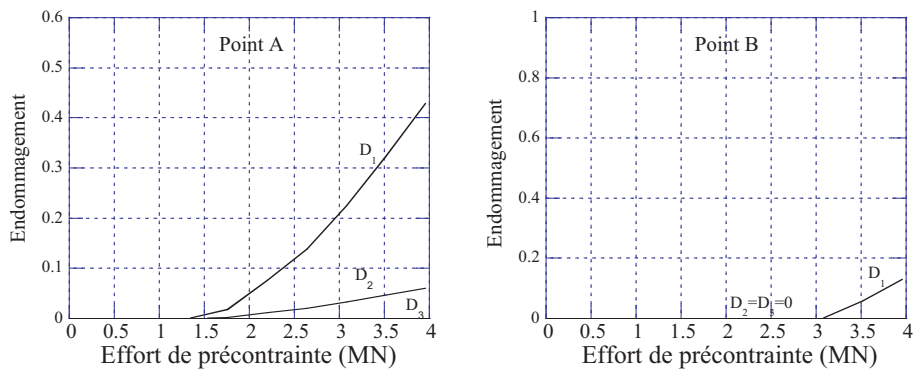 Point A
0.6
0.5
0.4
0.3
0.2
0.1
0
Endommagement
D1
D2
D3
0 0.5 1 1.5 2 2.5 3 3.5 4
Effort de précontrainte (MN)
Point B
1
0.8
0.6
0.4
0.2
0
Endommagement
D1
D2=D3=0
0 0.5 1 1.5 2 2.5 3 3.5 4
Effort de précontrainte (MN)